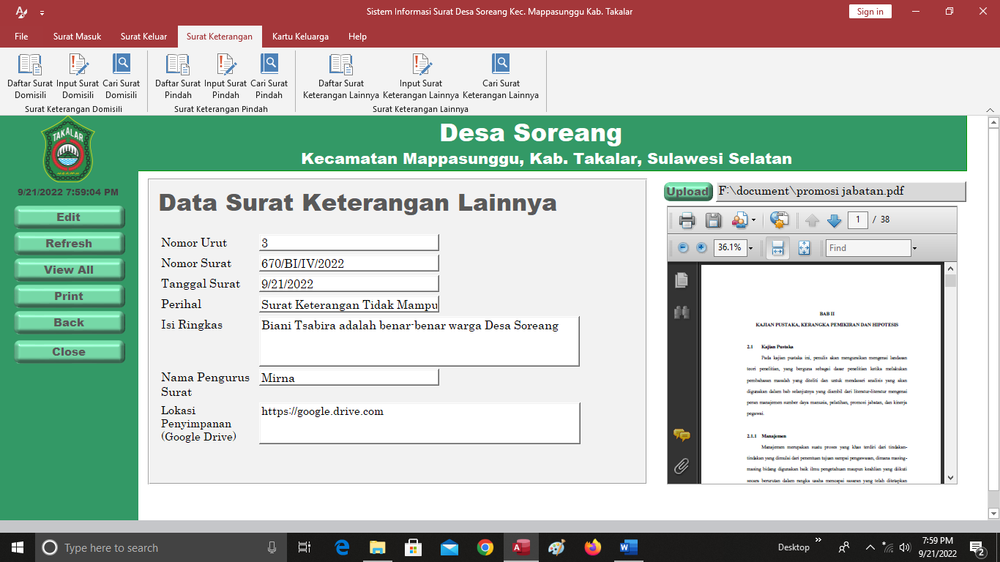 Sistem Informasi Surat Desa Soreang Kec. Mappasunggu Kab. Takalar
Sign in
File Surat Masuk Surat Keluar Surat Keterangan Kartu Keluarga Help
Daftar Surat Domisili
Input Surat Domisili
Cari Surat Domisili
Surat Keterangan Domisili
Daftar Surat Pindah
Input Surat Pindah
Cari Surat Pindah
Surat Keterangan Pindah
Daftar Surat Keterangan Lainnya
Input Surat Keterangan Lainnya
Cari Surat Keterangan Lainnya
Surat Keterangan Lainnya
TAKALAR
Desa Soreang
Kecamatan Mappasunggu, Kab. Takalar, Sulawesi Selatan
9/21/2022 7:59:04 PM
Edit
Refresh
View All
Print
Back
Close
Data Surat Keterangan Lainnya
Nomor Urut 3
Nomor Surat 670/BI/IV/2022
Tanggal Surat 9/21/2022
Perihal Surat Keterangan Tidak Mampu
Isi Ringkas Biani Tsabira adalah benar-benar warga Desa Soreang
Nama Pengurus Surat Mirna
Lokasi Penyimpanan (Google Drive) https://google.drive.com
Upload F:\document\promosi jabatan.pdf
1 / 38
36.1% Find
BAB II
KAJIAN PUSTAKA, KERANGKA PEMIKIRAN DAN HIPOTESIS
2.1 Kajian Pustaka
Pada kajian pustaka ini, penulis akan menguraikan mengenai landasan
teori penelitian, yang berguna sebagai dasar penelitian ketika melakukan
pembahasan masalah yang diteliti dan untuk mendasari analisis yang akan
digunakan dalam bab selanjutnya yang diambil dari literatur-literatur mengenai
peran manajemen sumber daya manusia, pelatihan, promosi jabatan, dan kinerja
pegawai.
2.1.1 Manajemen
Manajemen merupakan suatu proses yang khas terdiri dari tindakan-
tindakan yang dimulai dari penentuan tujuan sampai pengawasan, dimana masing-
masing bidang digunakan baik ilmu pengetahuan maupun keahlian yang diikuti
secara berurutan dalam rangka usaha mencapai sasaran yang telah ditetapkan
Type here to search
Desktop
7:59 PM
9/21/2022
2